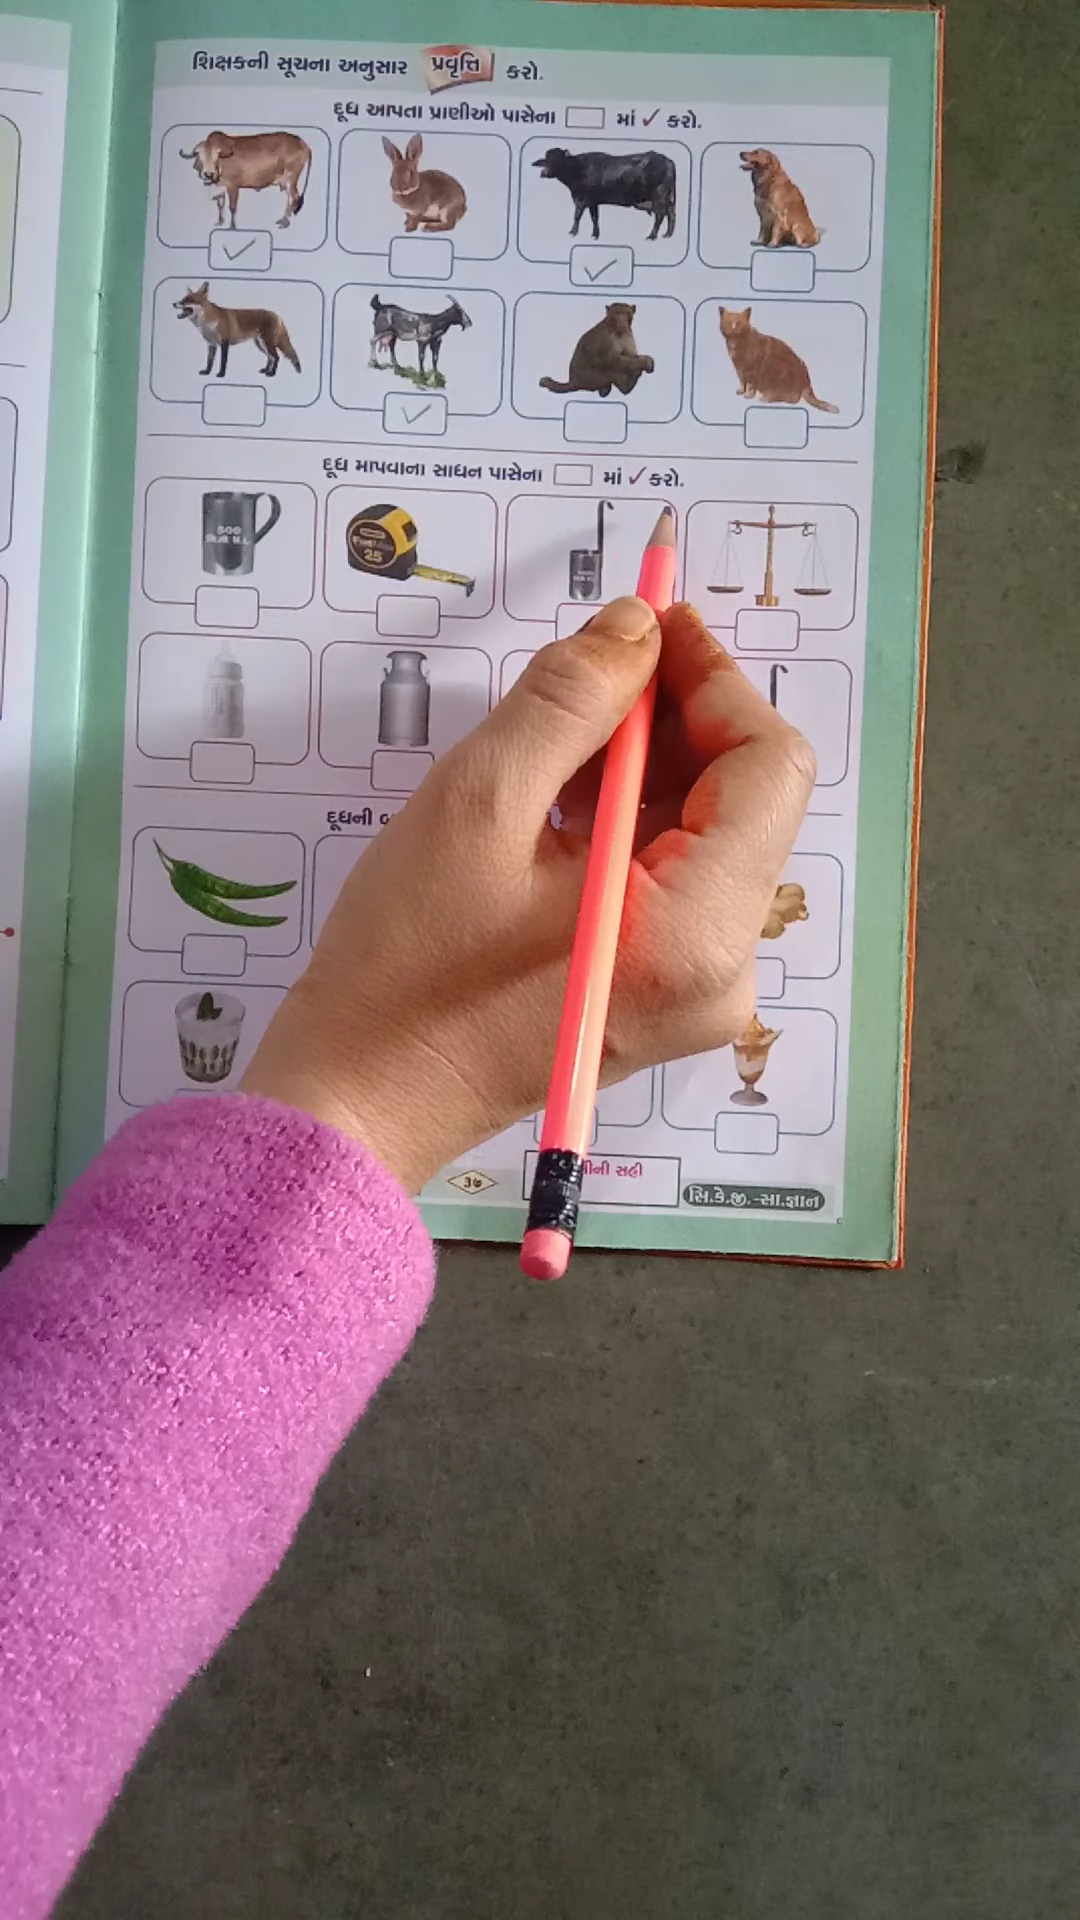 શિક્ષકની સૂચના અનુસાર પ્રવૃત્તિ કરો.
દૂધ આપતા પ્રાણીઓ પાસેના માં ✓ કરો.
દૂધ માપવાના સાધન પાસેના માં ✓ કરો.
500
25
દૂધની
સહી
૩૭
સિ.કે.જી.-સા.જ્ઞાન